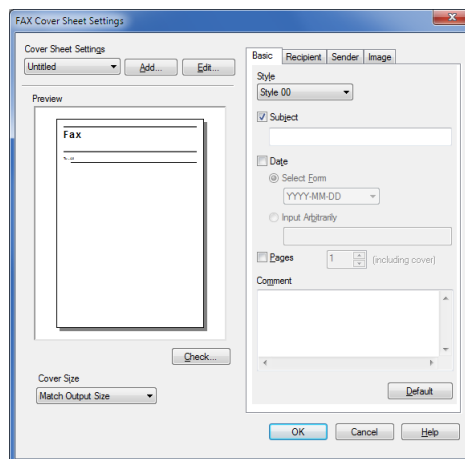 FAX Cover Sheet Settings
Cover Sheet Settings
Untitled
Add...
Edit...
Preview
Fax
Check...
Cover Size
Match Output Size
Basic
Recipient
Sender
Image
Style
Style 00
Subject
Date
Select Form
YYYY-MM-DD
Input Arbitrarily
Pages
1
(including cover)
Comment
Default
OK
Cancel
Help